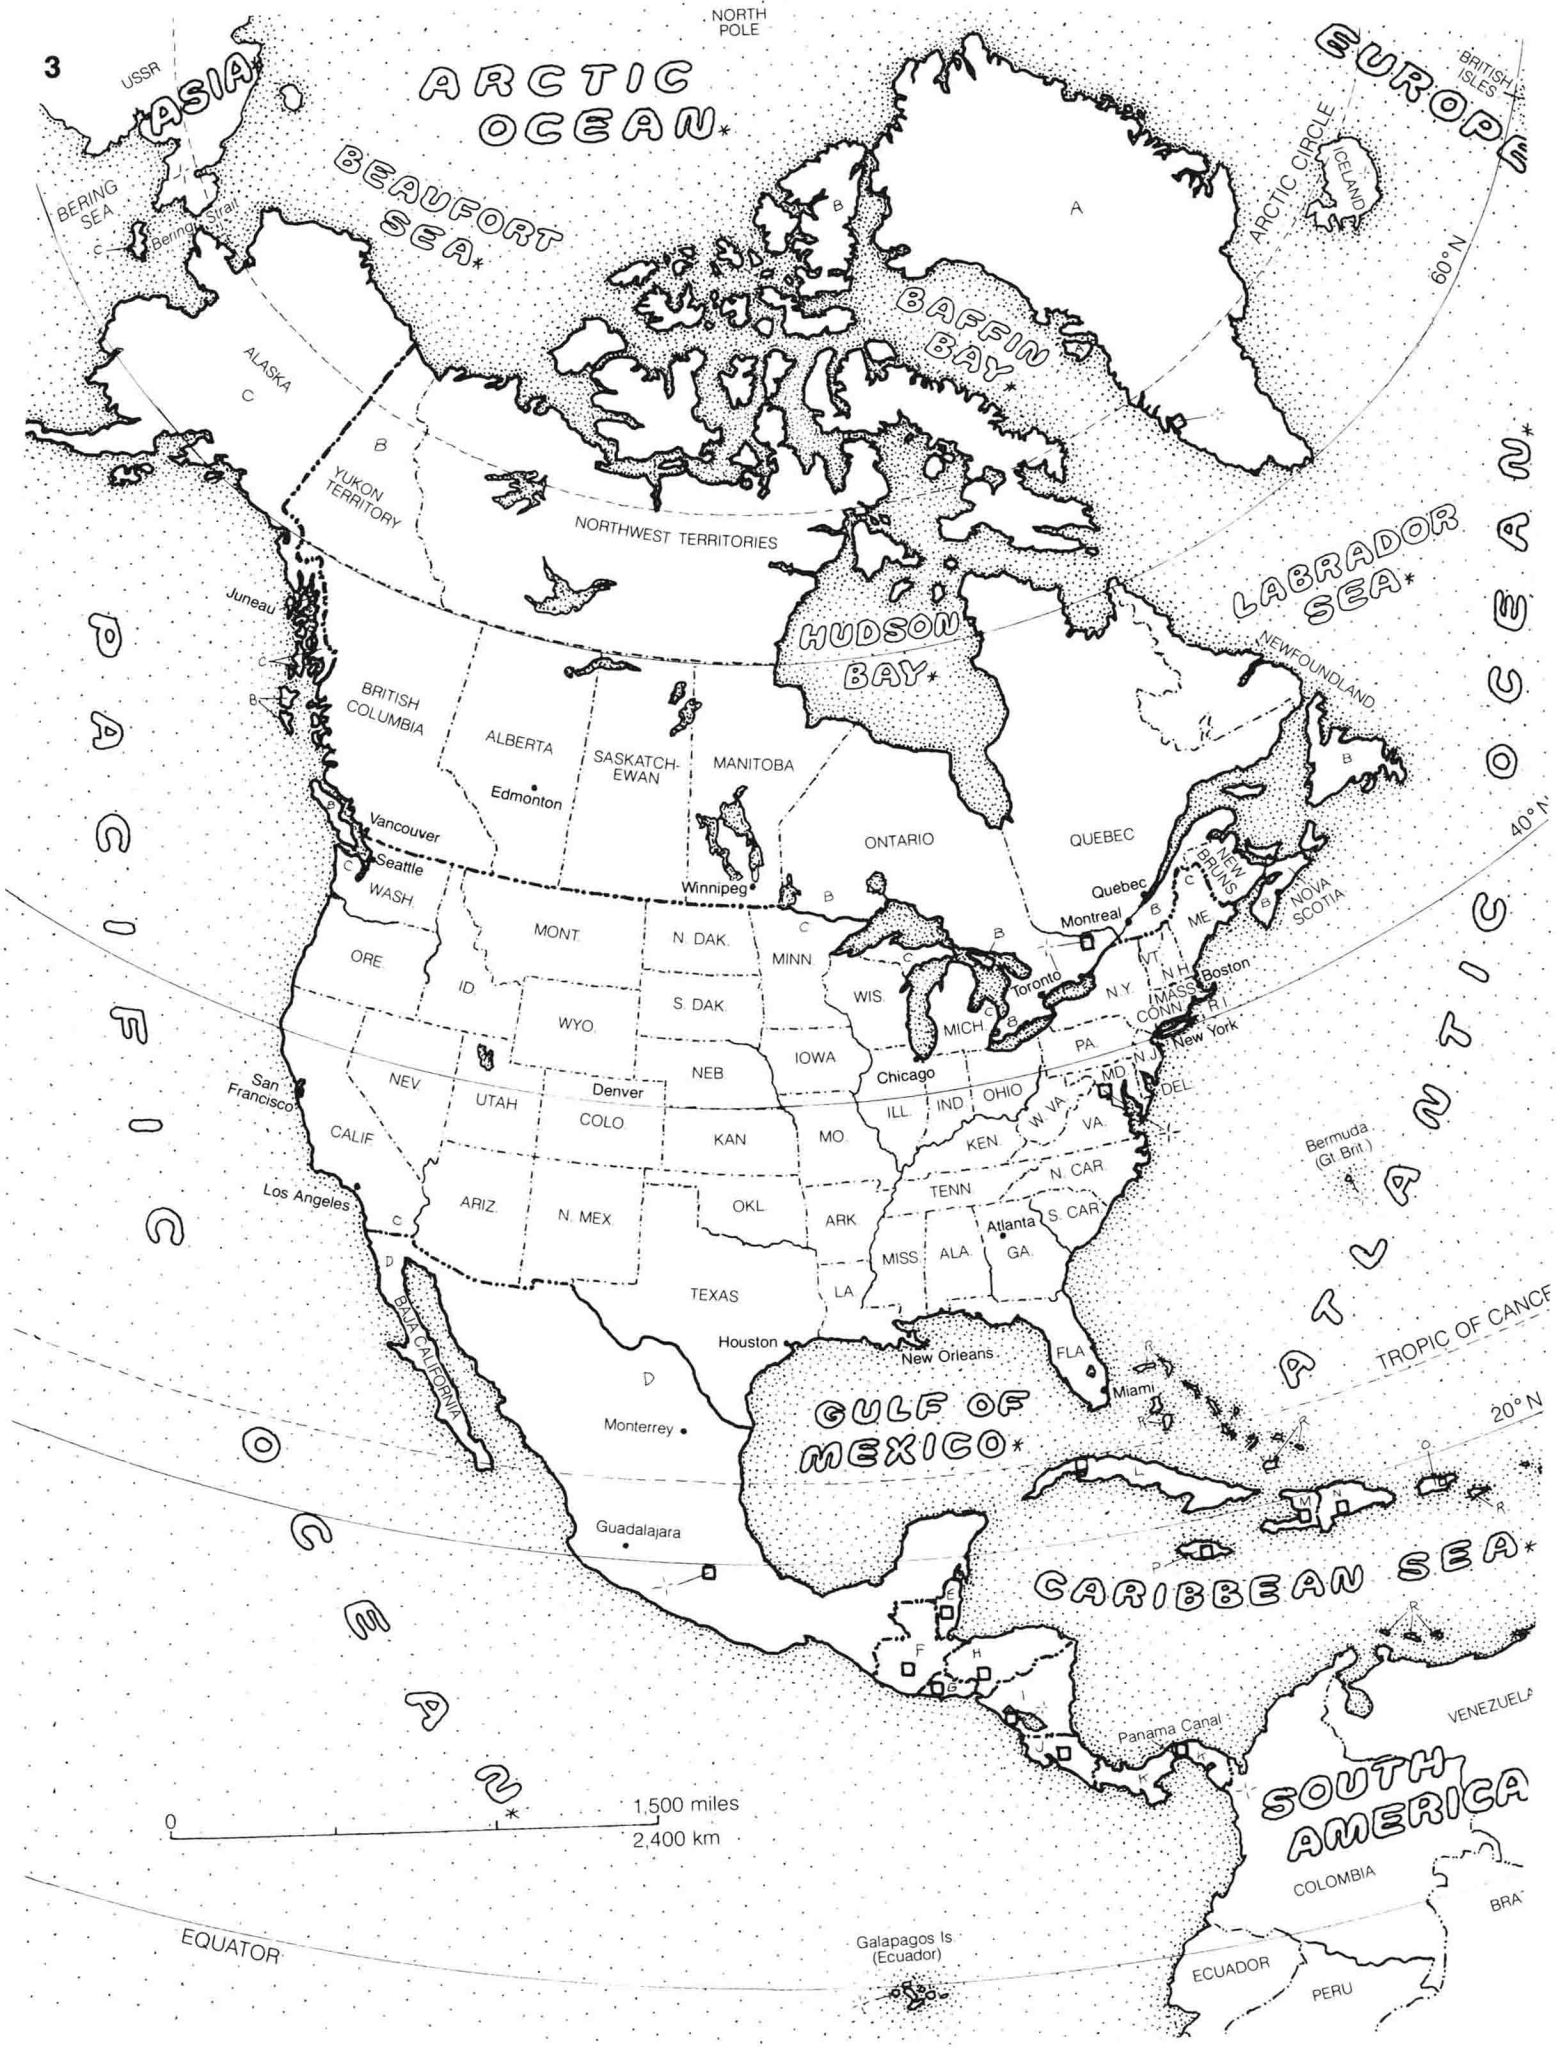 NORTH
POLE
3
USSR
ASIA*
ARCTIC
OCEAN*
EUROPE
BRITISH
ISLES
ICELAND
ARCTIC CIRCLE
60° N
BERING
SEA
Bering Strait
C
BEAUFORT
SEA*
B
A
BAFFIN
BAY*
A
ALASKA
C
B
YUKON
TERRITORY
NORTHWEST TERRITORIES
LABRADOR
SEA*
ATLANTIC OCEAN*
PACIFIC OCEAN*
Juneau
C
B
HUDSON
BAY*
NEWFOUNDLAND
B
BRITISH
COLUMBIA
ALBERTA
Edmonton
SASKATCH-
EWAN
MANITOBA
ONTARIO
QUEBEC
40° N
B
Vancouver
Seattle
C
WASH.
Winnipeg
B
C
NEW
BRUNS.
C
Quebec
B
Montreal
ME.
B
NOVA
SCOTIA
ORE.
ID.
MONT.
N. DAK.
MINN.
C
B
Toronto
VT.
N.H.
Boston
WYO.
S. DAK.
WIS.
MICH.
C
B
N.Y.
MASS.
CONN.
R.I.
New York
NEV.
UTAH
Denver
COLO.
NEB.
IOWA
Chicago
PA.
N.J.
MD.
DEL.
San
Francisco
CALIF.
KAN.
MO.
ILL.
IND.
OHIO
W. VA.
VA.
KEN.
Bermuda
(Gt. Brit.)
Los Angeles
C
ARIZ.
N. MEX.
OKL.
ARK.
TENN.
N. CAR.
S. CAR.
Atlanta
MISS.
ALA.
GA.
D
BAJA CALIFORNIA
TEXAS
LA.
Houston
New Orleans
FLA.
Miami
R
R
TROPIC OF CANCE
D
Monterrey
GULF OF
MEXICO*
R
20° N
L
O
M
N
R
Guadalajara
P
CARIBBEAN SEA*
E
R
F
H
G
I
J
Panama Canal
K
K
VENEZUELA
SOUTH
AMERICA
0
1,500 miles
2,400 km
COLOMBIA
BRA
EQUATOR
Galapagos Is.
(Ecuador)
ECUADOR
PERU